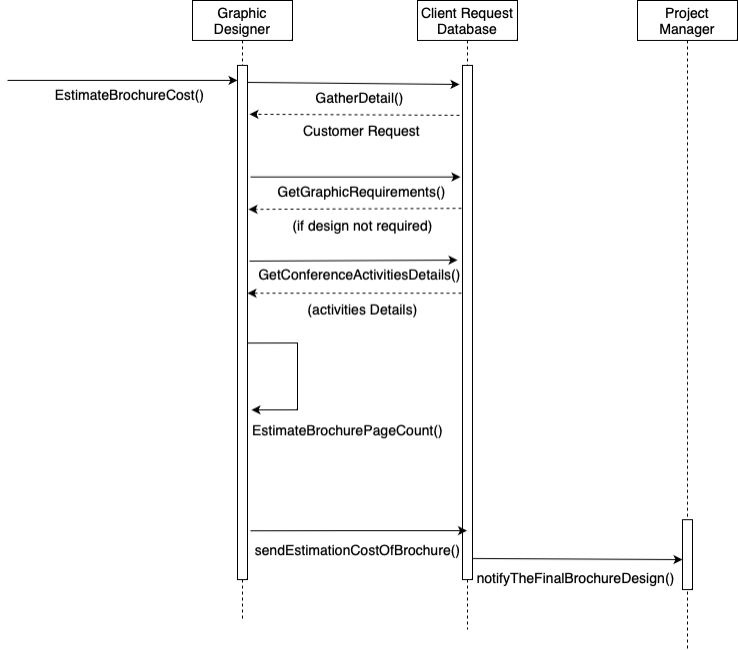 Graphic
Designer
Client Request
Database
Project
Manager
EstimateBrochureCost()
GatherDetail()
Customer Request
GetGraphicRequirements()
(if design not required)
GetConferenceActivitiesDetails()
(activities Details)
EstimateBrochurePageCount()
sendEstimationCostOfBrochure()
notifyTheFinalBrochureDesign()